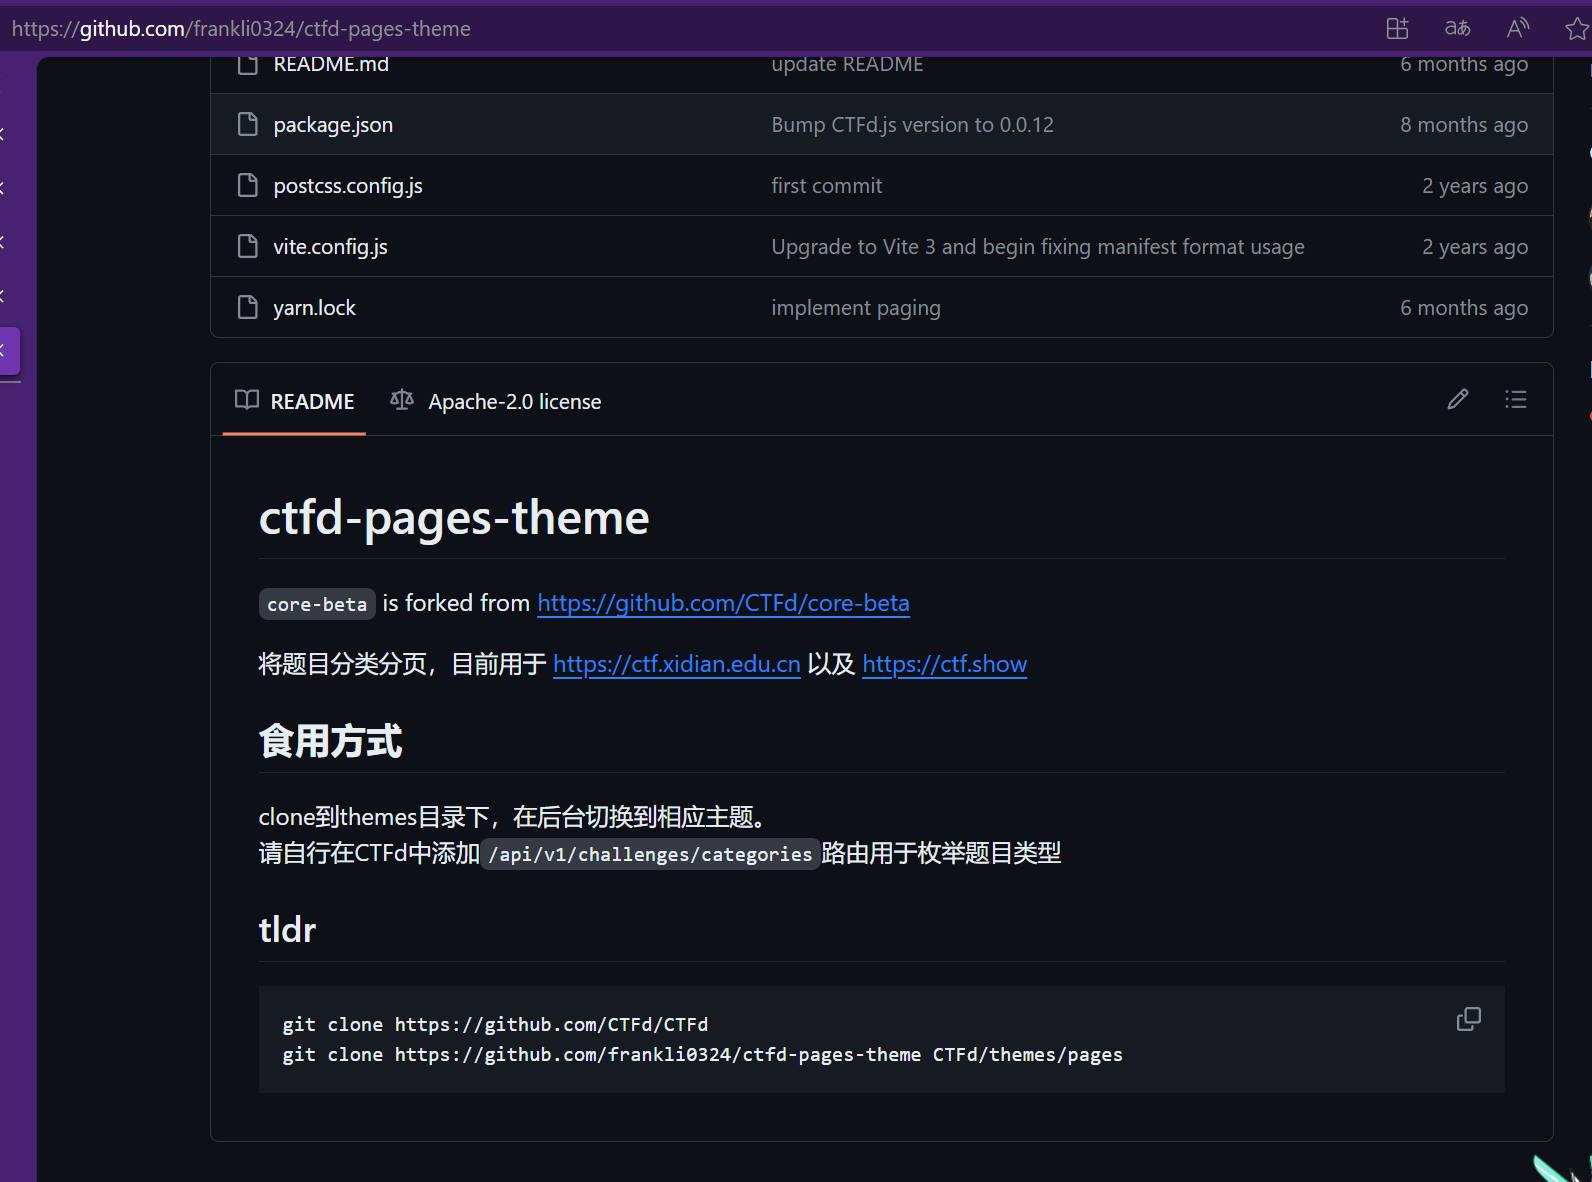 https://github.com/frankli0324/ctfd-pages-theme
README.md update README 6 months ago
package.json Bump CTFd.js version to 0.0.12 8 months ago
postcss.config.js first commit 2 years ago
vite.config.js Upgrade to Vite 3 and begin fixing manifest format usage 2 years ago
yarn.lock implement paging 6 months ago
README Apache-2.0 license
ctfd-pages-theme
core-beta is forked from https://github.com/CTFd/core-beta
将题目分类分页，目前用于 https://ctf.xidian.edu.cn 以及 https://ctf.show
食用方式
clone到themes目录下，在后台切换到相应主题。
请自行在CTFd中添加 /api/v1/challenges/categories 路由用于枚举题目类型
tldr
git clone https://github.com/CTFd/CTFd
git clone https://github.com/frankli0324/ctfd-pages-theme CTFd/themes/pages